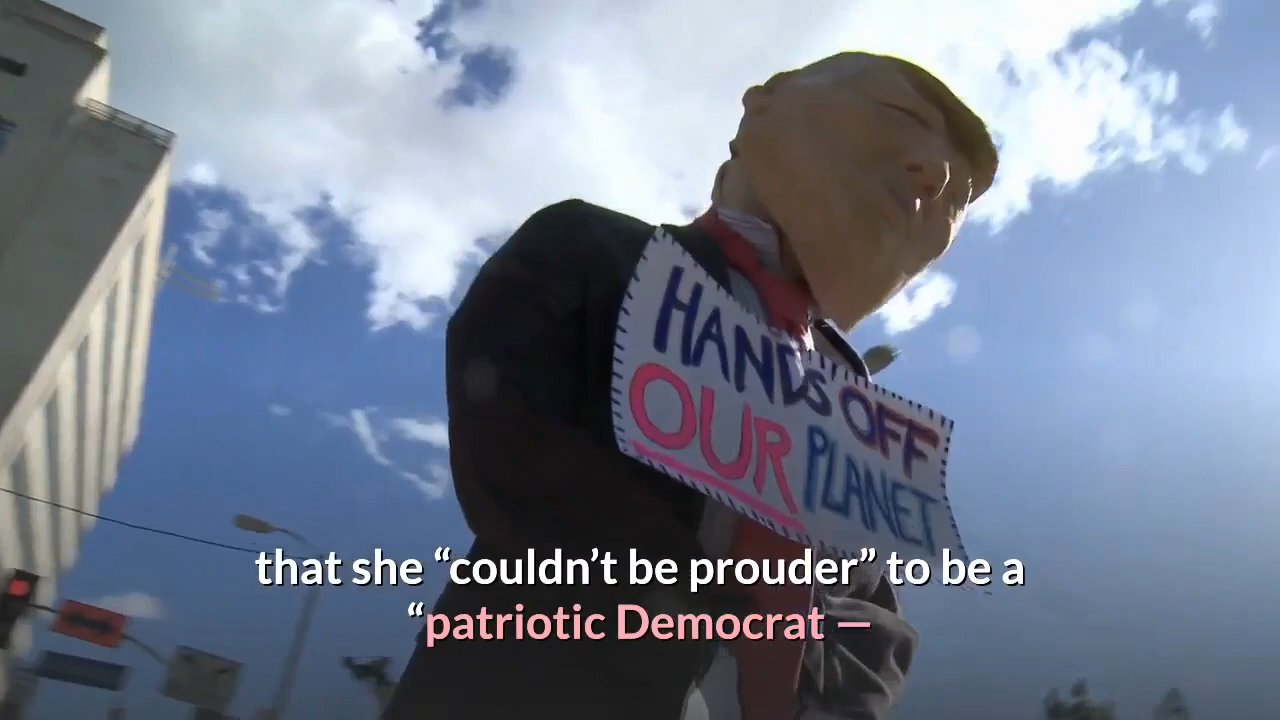 HANDS OFF
OUR PLANET
that she “couldn’t be prouder” to be a
“patriotic Democrat —